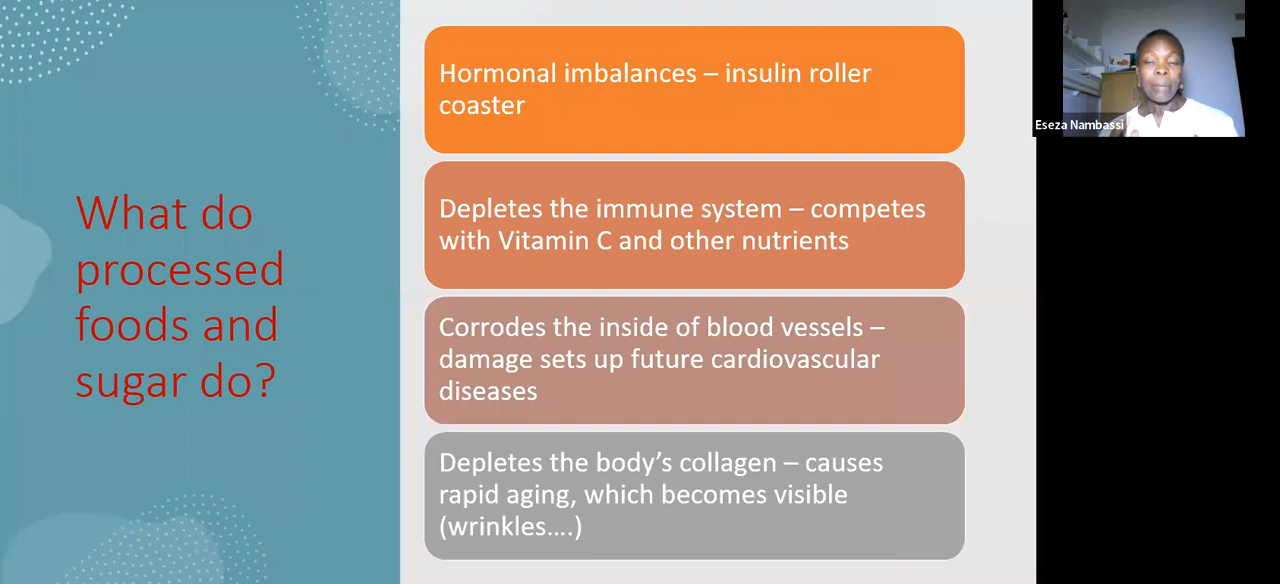 What do
processed
foods and
sugar do?
Hormonal imbalances – insulin roller
coaster
Depletes the immune system – competes
with Vitamin C and other nutrients
Corrodes the inside of blood vessels –
damage sets up future cardiovascular
diseases
Depletes the body’s collagen – causes
rapid aging, which becomes visible
(wrinkles….)
Eseza Nambassi